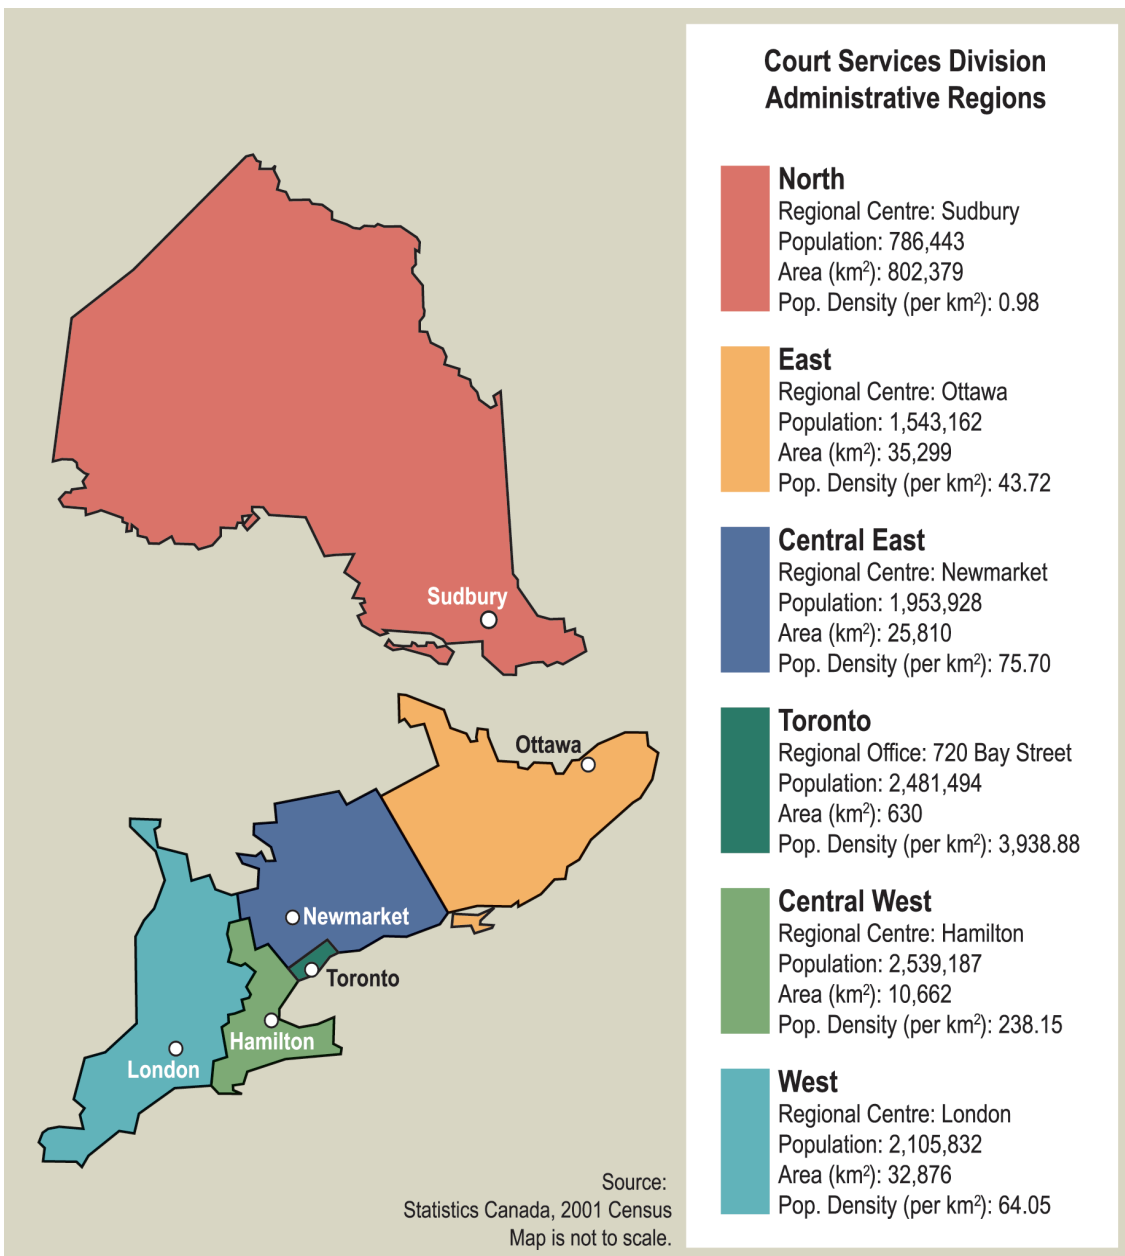 Court Services Division
Administrative Regions
North
Regional Centre: Sudbury
Population: 786,443
Area (km²): 802,379
Pop. Density (per km²): 0.98
East
Regional Centre: Ottawa
Population: 1,543,162
Area (km²): 35,299
Pop. Density (per km²): 43.72
Central East
Regional Centre: Newmarket
Population: 1,953,928
Area (km²): 25,810
Pop. Density (per km²): 75.70
Toronto
Regional Office: 720 Bay Street
Population: 2,481,494
Area (km²): 630
Pop. Density (per km²): 3,938.88
Central West
Regional Centre: Hamilton
Population: 2,539,187
Area (km²): 10,662
Pop. Density (per km²): 238.15
West
Regional Centre: London
Population: 2,105,832
Area (km²): 32,876
Pop. Density (per km²): 64.05
Sudbury
Ottawa
Newmarket
Toronto
Hamilton
London
Source:
Statistics Canada, 2001 Census
Map is not to scale.